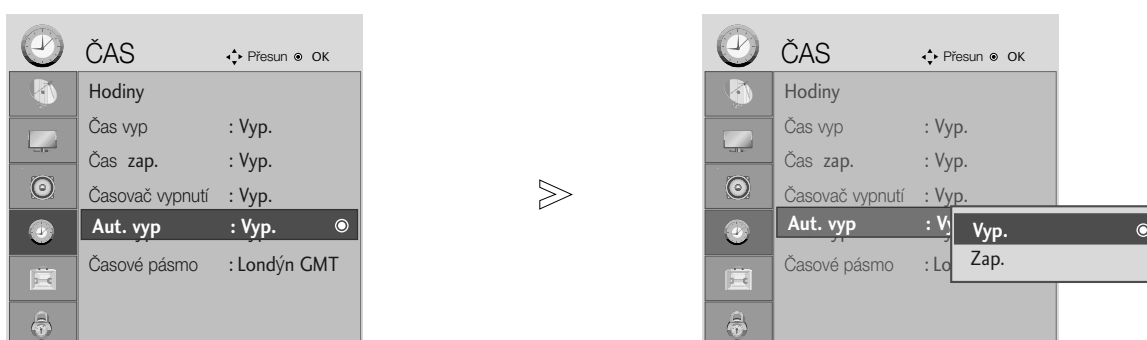 ČAS Přesun OK
Hodiny
Čas vyp : Vyp.
Čas zap. : Vyp.
Časovač vypnutí : Vyp.
Aut. vyp : Vyp.
Časové pásmo : Londýn GMT
ČAS Přesun OK
Hodiny
Čas vyp : Vyp.
Čas zap. : Vyp.
Časovač vypnutí : Vyp.
Aut. vyp : Vy
Vyp.
Časové pásmo : Lo
Zap.